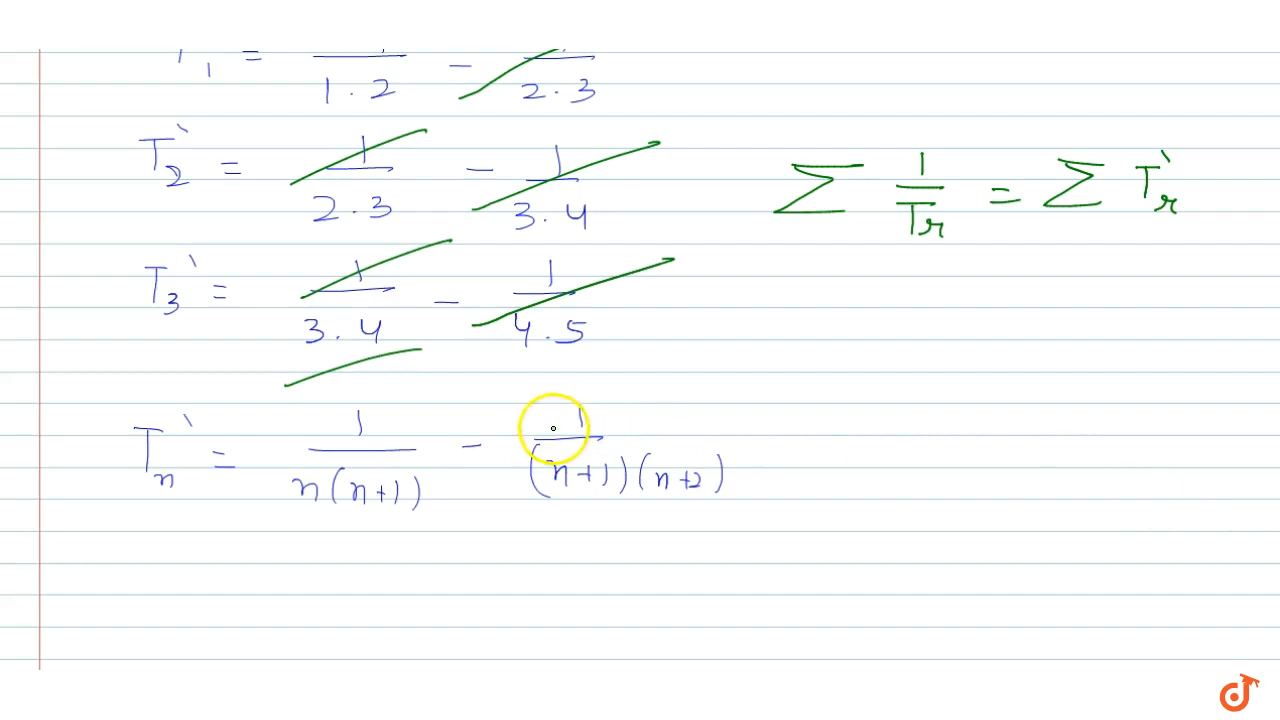 T₁' = 1/(1·2) − 1/(2·3)
T₂' = 1/(2·3) − 1/(3·4)
∑ 1/Tᵣ = ∑ Tᵣ'
T₃' = 1/(3·4) − 1/(4·5)
Tₙ' = 1/(n(n+1)) − 1/((n+1)(n+2))